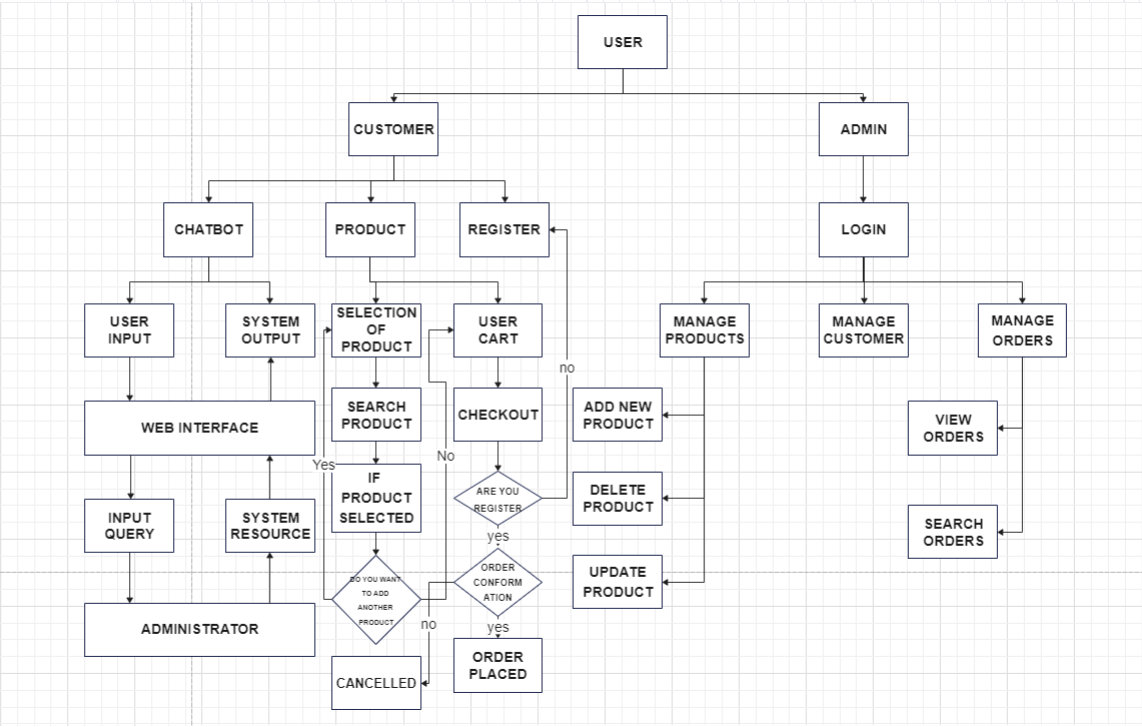 USER
CUSTOMER
ADMIN
CHATBOT
PRODUCT
REGISTER
LOGIN
USER
INPUT
SYSTEM
OUTPUT
SELECTION
OF
PRODUCT
USER
CART
MANAGE
PRODUCTS
MANAGE
CUSTOMER
MANAGE
ORDERS
no
WEB INTERFACE
SEARCH
PRODUCT
CHECKOUT
ADD NEW
PRODUCT
VIEW
ORDERS
Yes
No
IF
PRODUCT
SELECTED
ARE YOU
REGISTER
DELETE
PRODUCT
INPUT
QUERY
SYSTEM
RESOURCE
yes
SEARCH
ORDERS
DO YOU WANT
TO ADD
ANOTHER
PRODUCT
ORDER
CONFORM
ATION
UPDATE
PRODUCT
ADMINISTRATOR
no
yes
CANCELLED
ORDER
PLACED